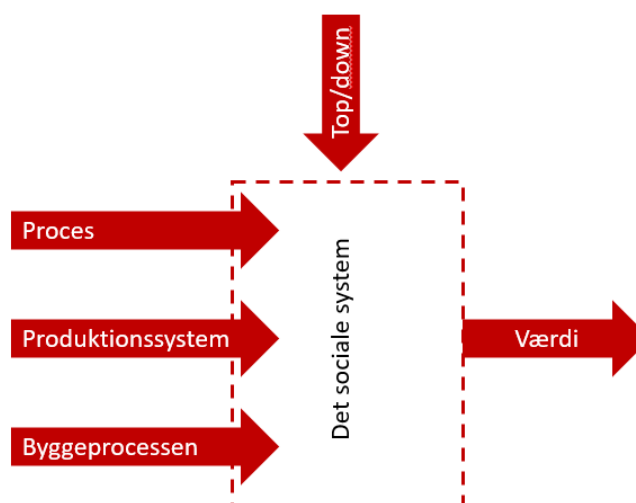 Top/down
Proces
Det sociale system
Produktionssystem
Værdi
Byggeprocessen